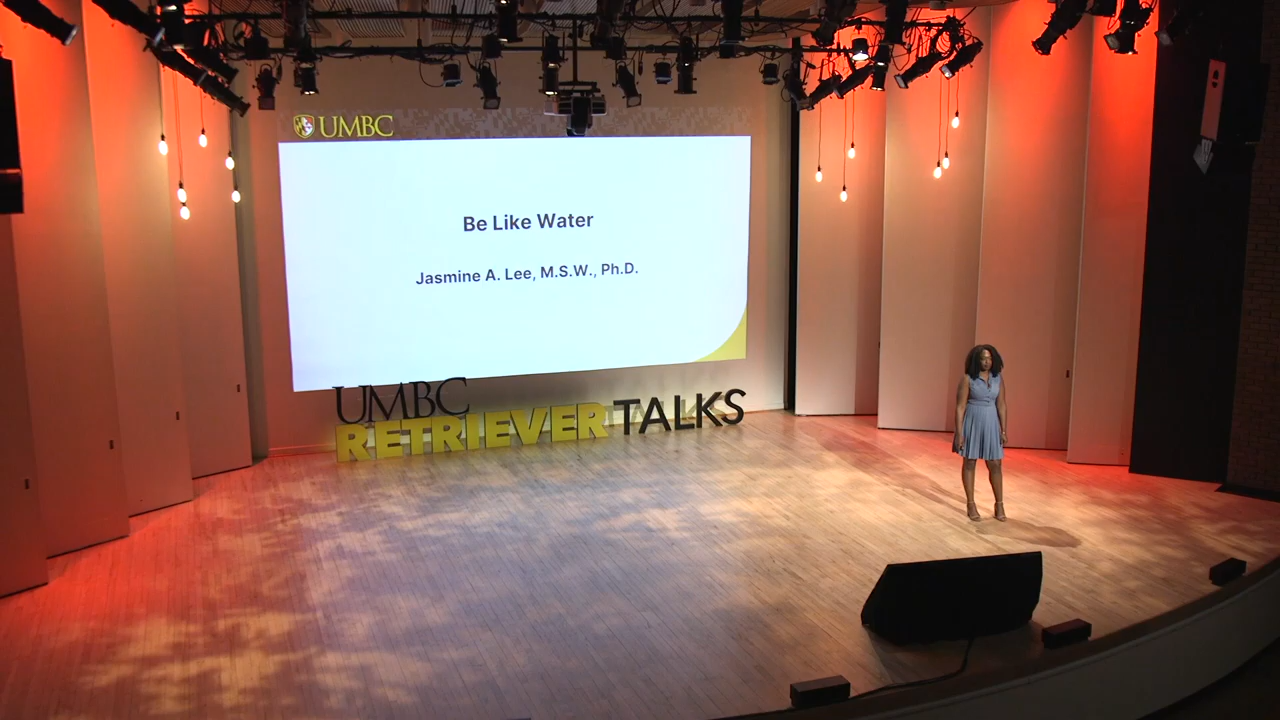 UMBC
Be Like Water
Jasmine A. Lee, M.S.W., Ph.D.
UMBC
RETRIEVER TALKS